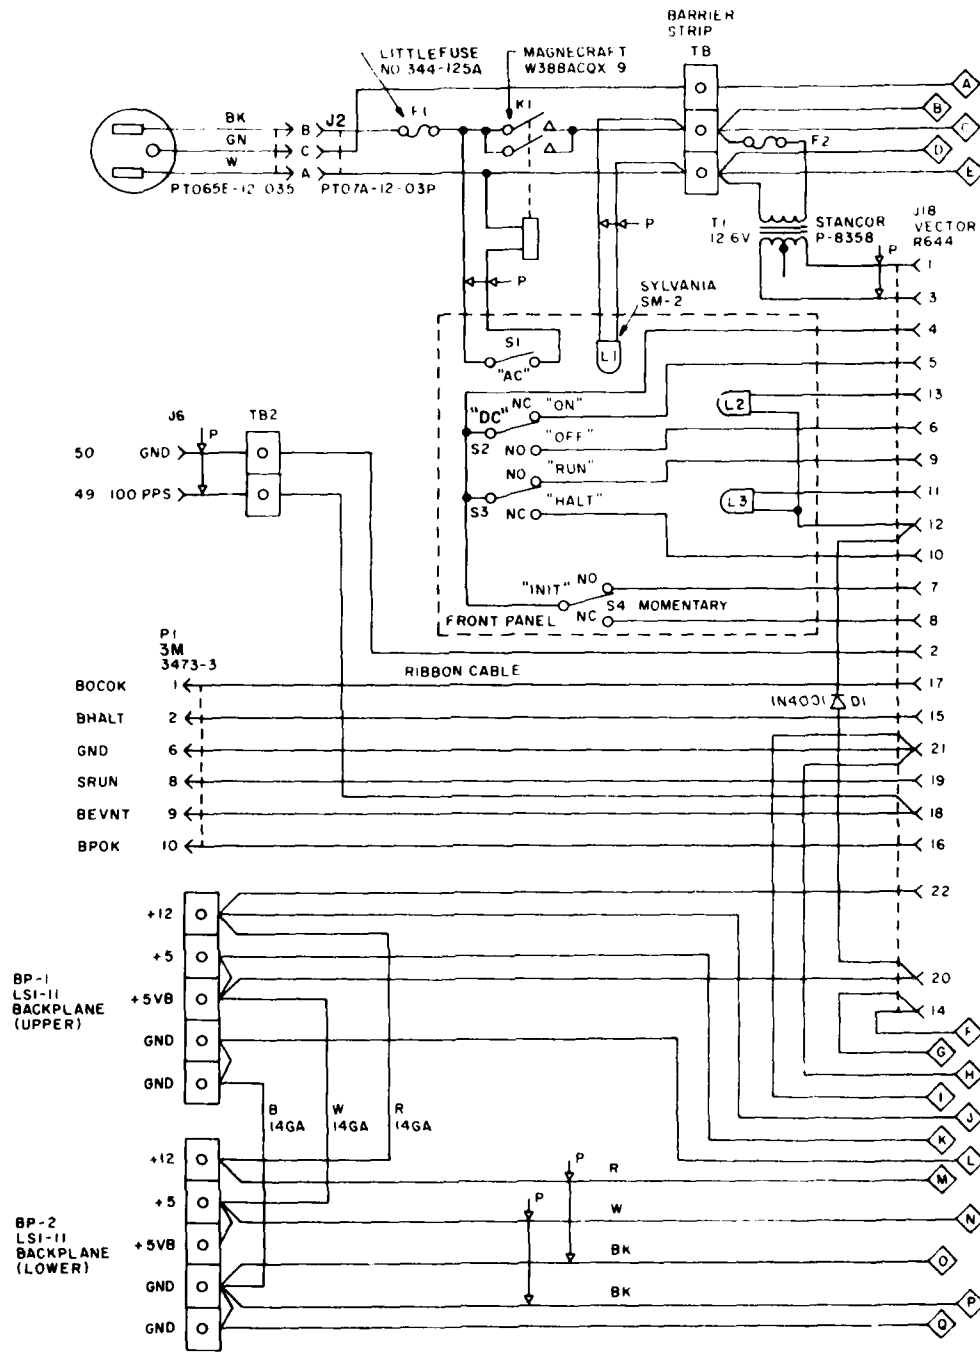 BARRIER
STRIP
TB
LITTLEFUSE
NO 344-125A
MAGNECRAFT
W388ACQX 9
A
B
D
E
BK
GN
W
B
C
A
J2
F1
K1
F2
PT065E-12 035
PT07A-12-03P
P
T1
12 6V
STANCOR
P-8358
J18
VECTOR
R644
P
P
SYLVANIA
SM-2
1
3
4
5
13
6
9
11
12
10
7
8
2
17
15
21
19
18
16
22
20
14
S1
"AC"
L1
"DC"
NC "ON"
S2
"OFF"
NO
L2
NO
"RUN"
S3
"HALT"
NC
L3
"INIT"
NO
S4 MOMENTARY
NC
FRONT PANEL
J6
TB2
P
50 GND
49 100 PPS
P1
3M
3473-3
RIBBON CABLE
BOCOK 1
BHALT 2
GND 6
SRUN 8
BEVNT 9
BPOK 10
1N4001 D1
BP-1
LSI-11
BACKPLANE
(UPPER)
+12
+5
+5VB
GND
GND
B
14GA
W
14GA
R
14GA
F
G
H
I
J
K
L
M
N
O
P
Q
BP-2
LSI-11
BACKPLANE
(LOWER)
+12
+5
+5VB
GND
GND
P
P
R
W
BK
BK